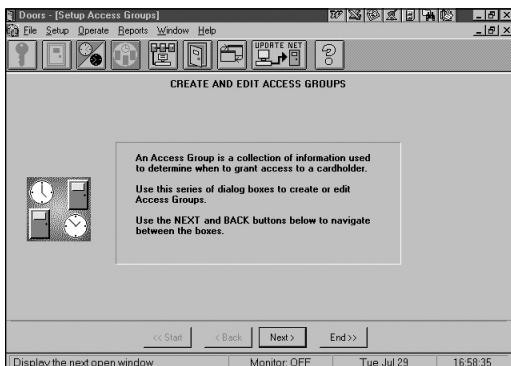 Doors - [Setup Access Groups]
File Setup Operate Reports Window Help
UPDATE NET
CREATE AND EDIT ACCESS GROUPS
An Access Group is a collection of information used
to determine when to grant access to a cardholder.
Use this series of dialog boxes to create or edit
Access Groups.
Use the NEXT and BACK buttons below to navigate
between the boxes.
<< Start < Back Next > End >>
Display the next open window Monitor: OFF Tue Jul 29 16:58:35